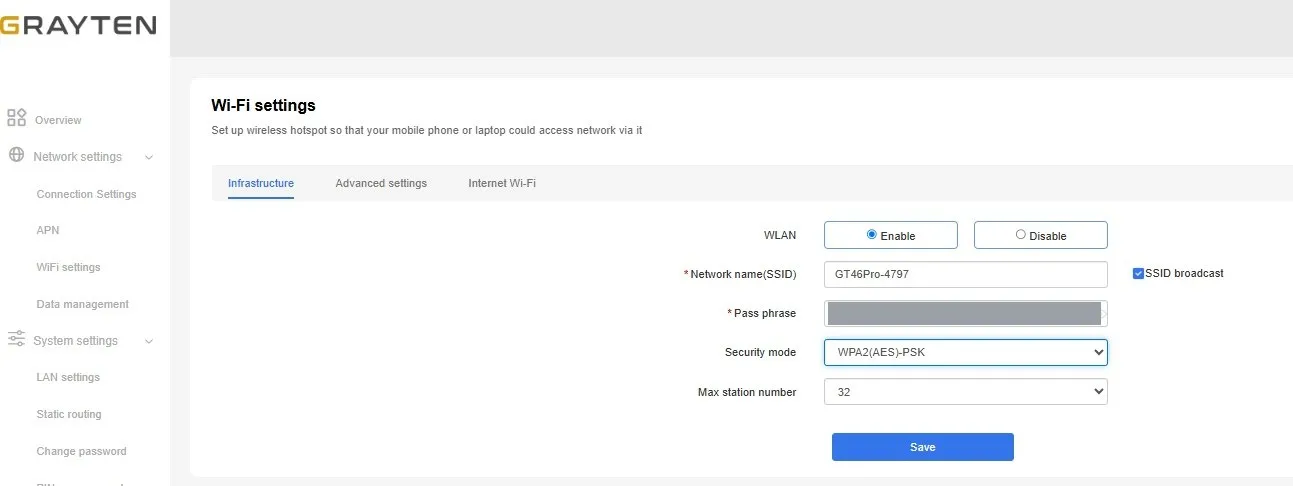 GRAYTEN
Overview
Network settings
Connection Settings
APN
WiFi settings
Data management
System settings
LAN settings
Static routing
Change password
Wi-Fi settings
Set up wireless hotspot so that your mobile phone or laptop could access network via it
Infrastructure Advanced settings Internet Wi-Fi
WLAN Enable Disable
*Network name(SSID) GT46Pro-4797 SSID broadcast
* Pass phrase
Security mode WPA2(AES)-PSK
Max station number 32
Save